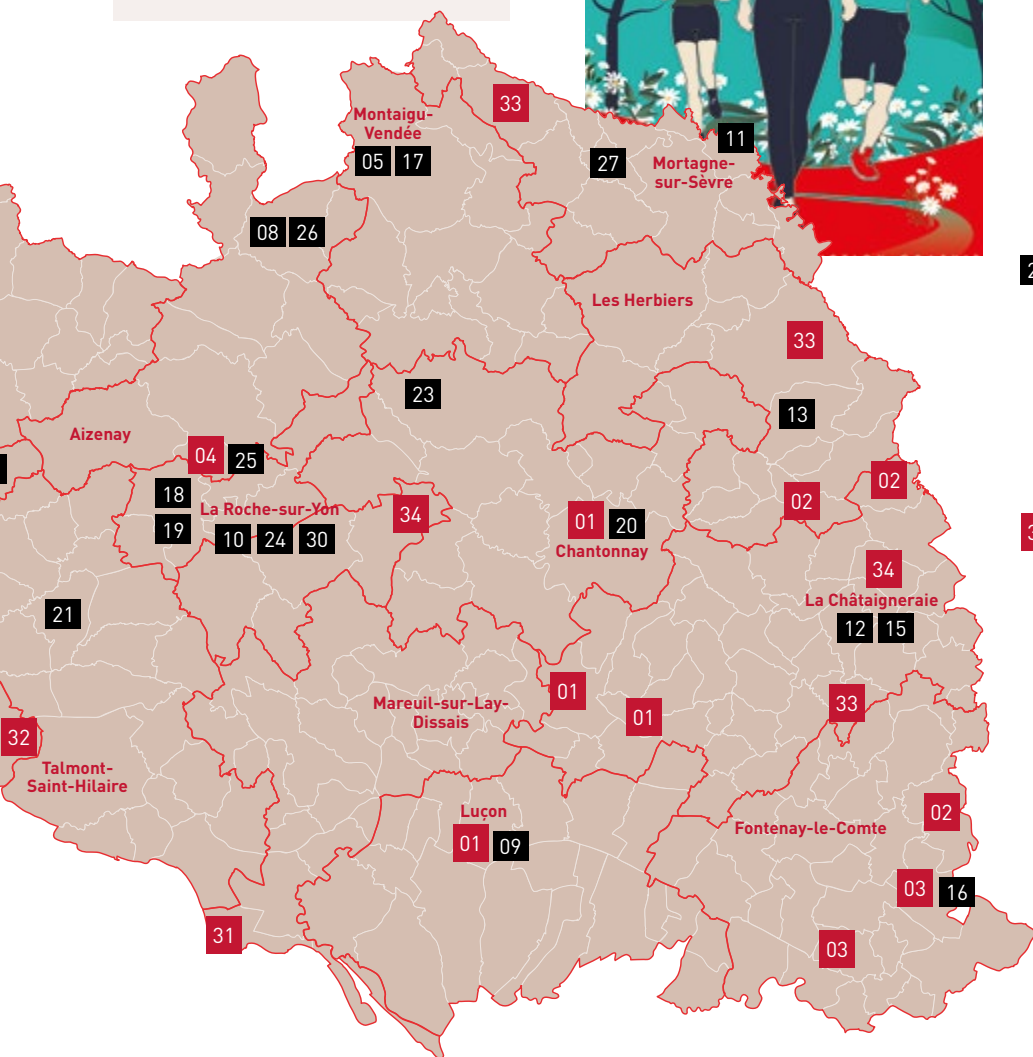 33
Montaigu-
Vendée
05 17
11
27
Mortagne-
sur-Sèvre
08 26
Les Herbiers
33
23
13
Aizenay
04 25
18
La Roche-sur-Yon
19
10 24 30
34
01 20
Chantonnay
02
02
34
La Châtaigneraie
12 15
21
01
01
33
Mareuil-sur-Lay-
Dissais
32
Talmont-
Saint-Hilaire
Luçon
01 09
Fontenay-le-Comte
02
03 16
03
31